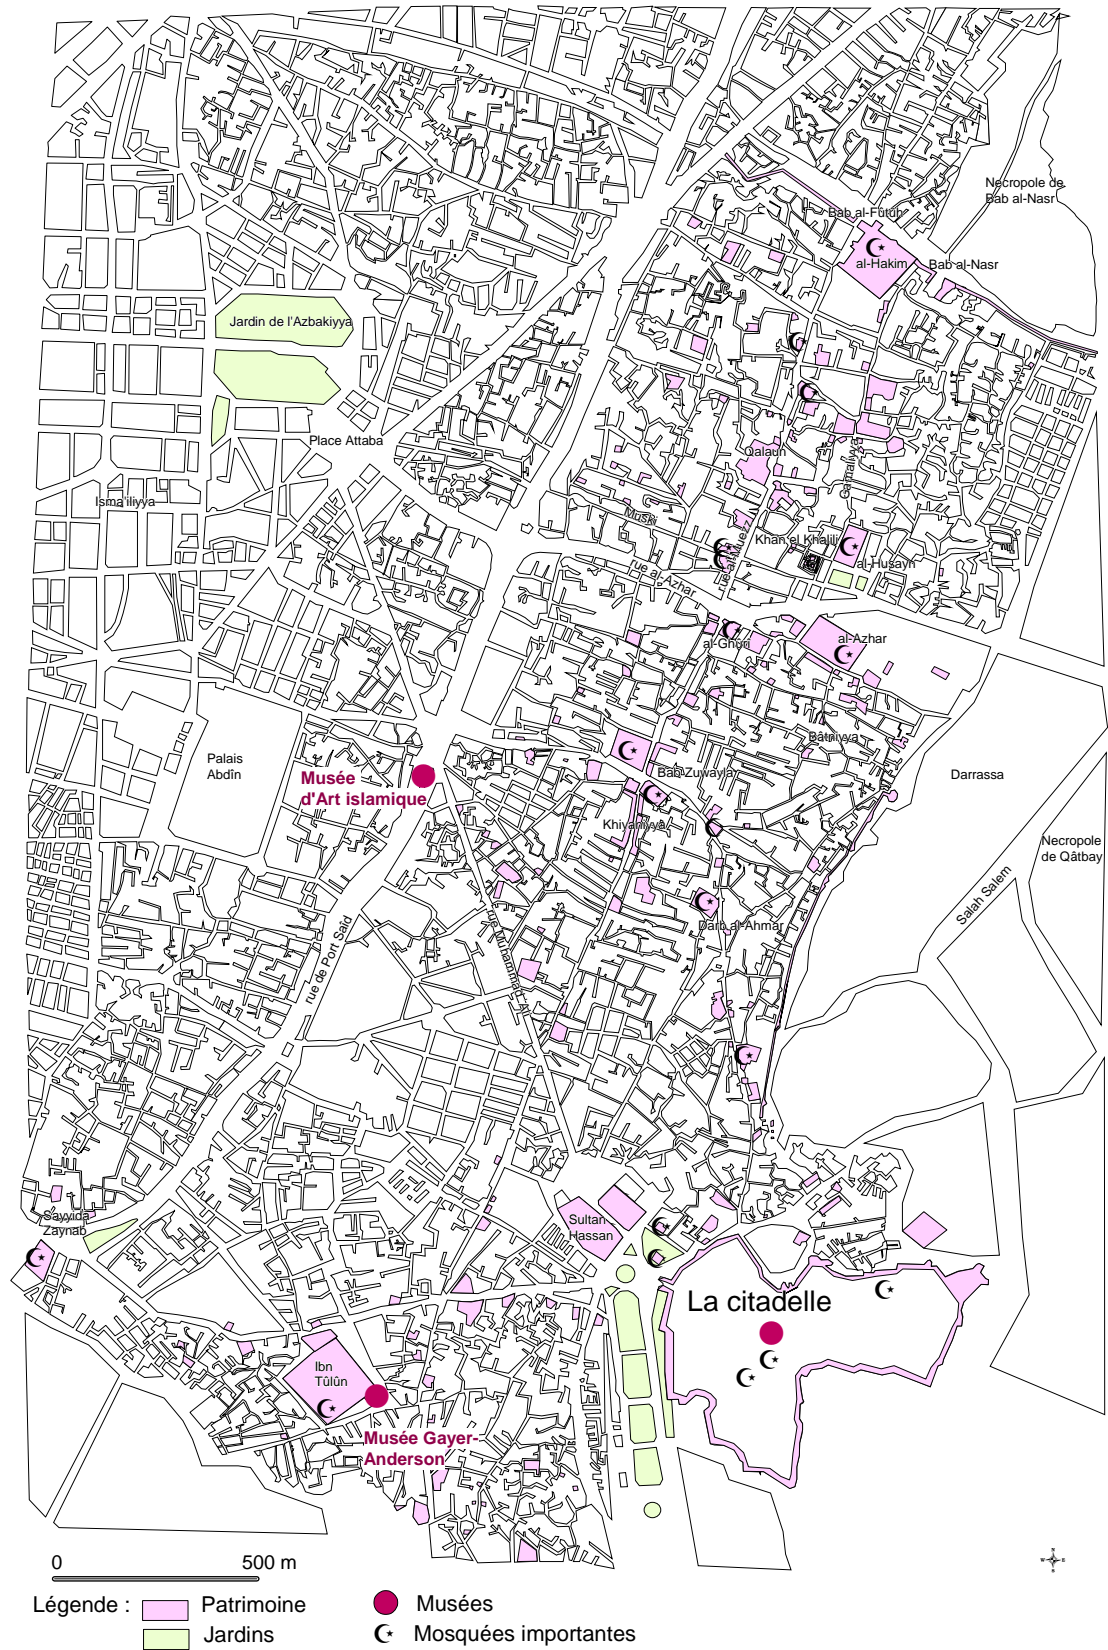 Necropole de
Bab al-Nasr
Bab al-Fûtuh
al-Hakim
Bab al-Nasr
Jardin de l'Azbakiyya
Place Attaba
Qalaun
Gamaliyya
Isma'iliyya
Muski
rue al-Muezz
Khan el Khalili
al-Husayn
rue al-Azhar
al-Ghuri
al-Azhar
Bâtniyya
Palais
Abdîn
Musée
d'Art islamique
Bab Zuwayla
Darrassa
Khiyamiyya
Necropole
de Qâtbay
Salah Salem
Darb al-Ahmar
rue Muhammad Ali
rue de Port Saïd
Sayyida
Zaynab
Sultan
Hassan
La citadelle
Ibn
Tûlûn
Musée Gayer-
Anderson
0 500 m
N
W E
S
Légende :
Patrimoine
Musées
Jardins
Mosquées importantes